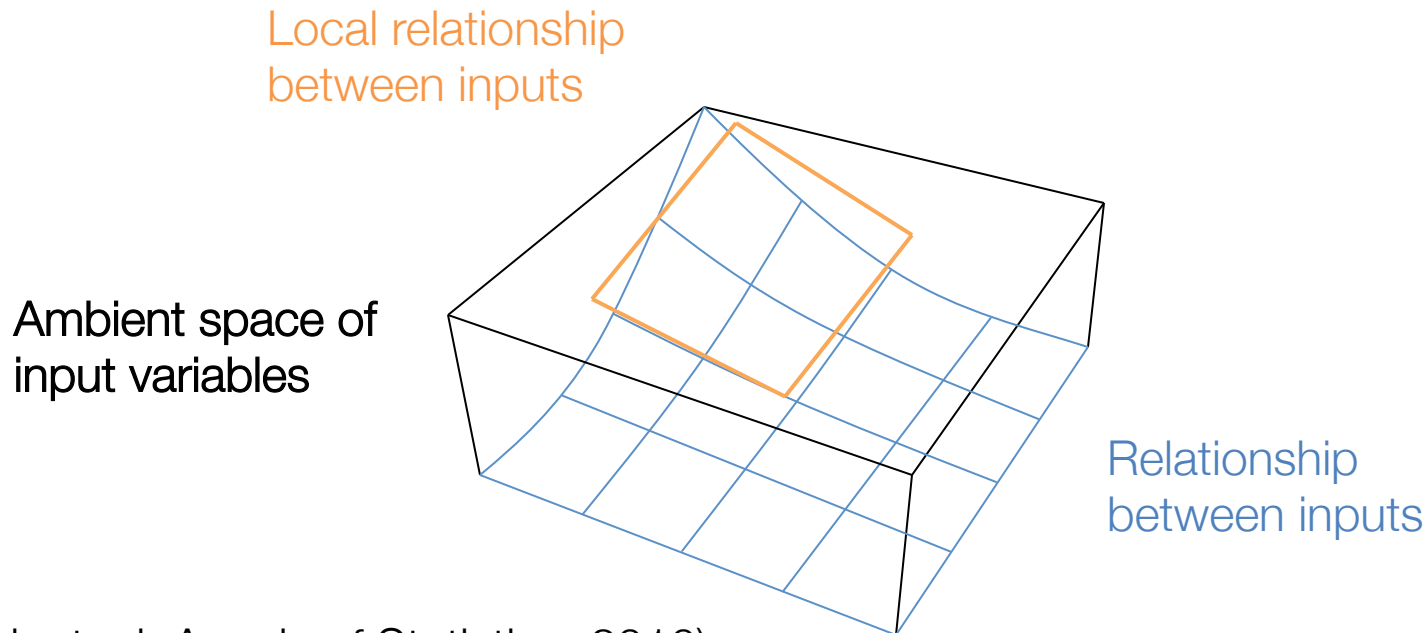 Local relationship
between inputs
Ambient space of
input variables
Relationship
between inputs